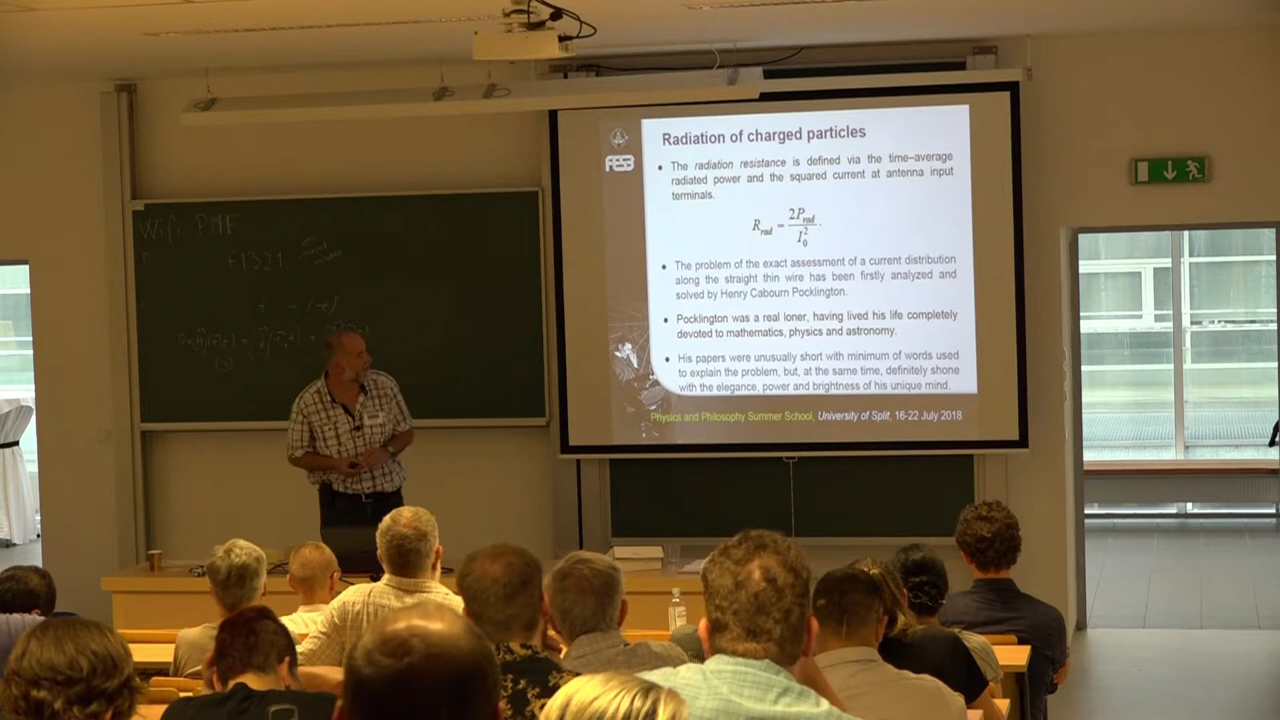 Wifi: PMF
F1321
FESB
Radiation of charged particles
• The radiation resistance is defined via the time–average
radiated power and the squared current at antenna input
terminals.
R_rad = 2P_rad / I_0^2.
• The problem of the exact assessment of a current distribution
along the straight thin wire has been firstly analyzed and
solved by Henry Cabourn Pocklington.
• Pocklington was a real loner, having lived his life completely
devoted to mathematics, physics and astronomy.
• His papers were unusually short with minimum of words used
to explain the problem, but, at the same time, definitely shone
with the elegance, power and brightness of his unique mind.
Physics and Philosophy Summer School, University of Split, 16-22 July 2018